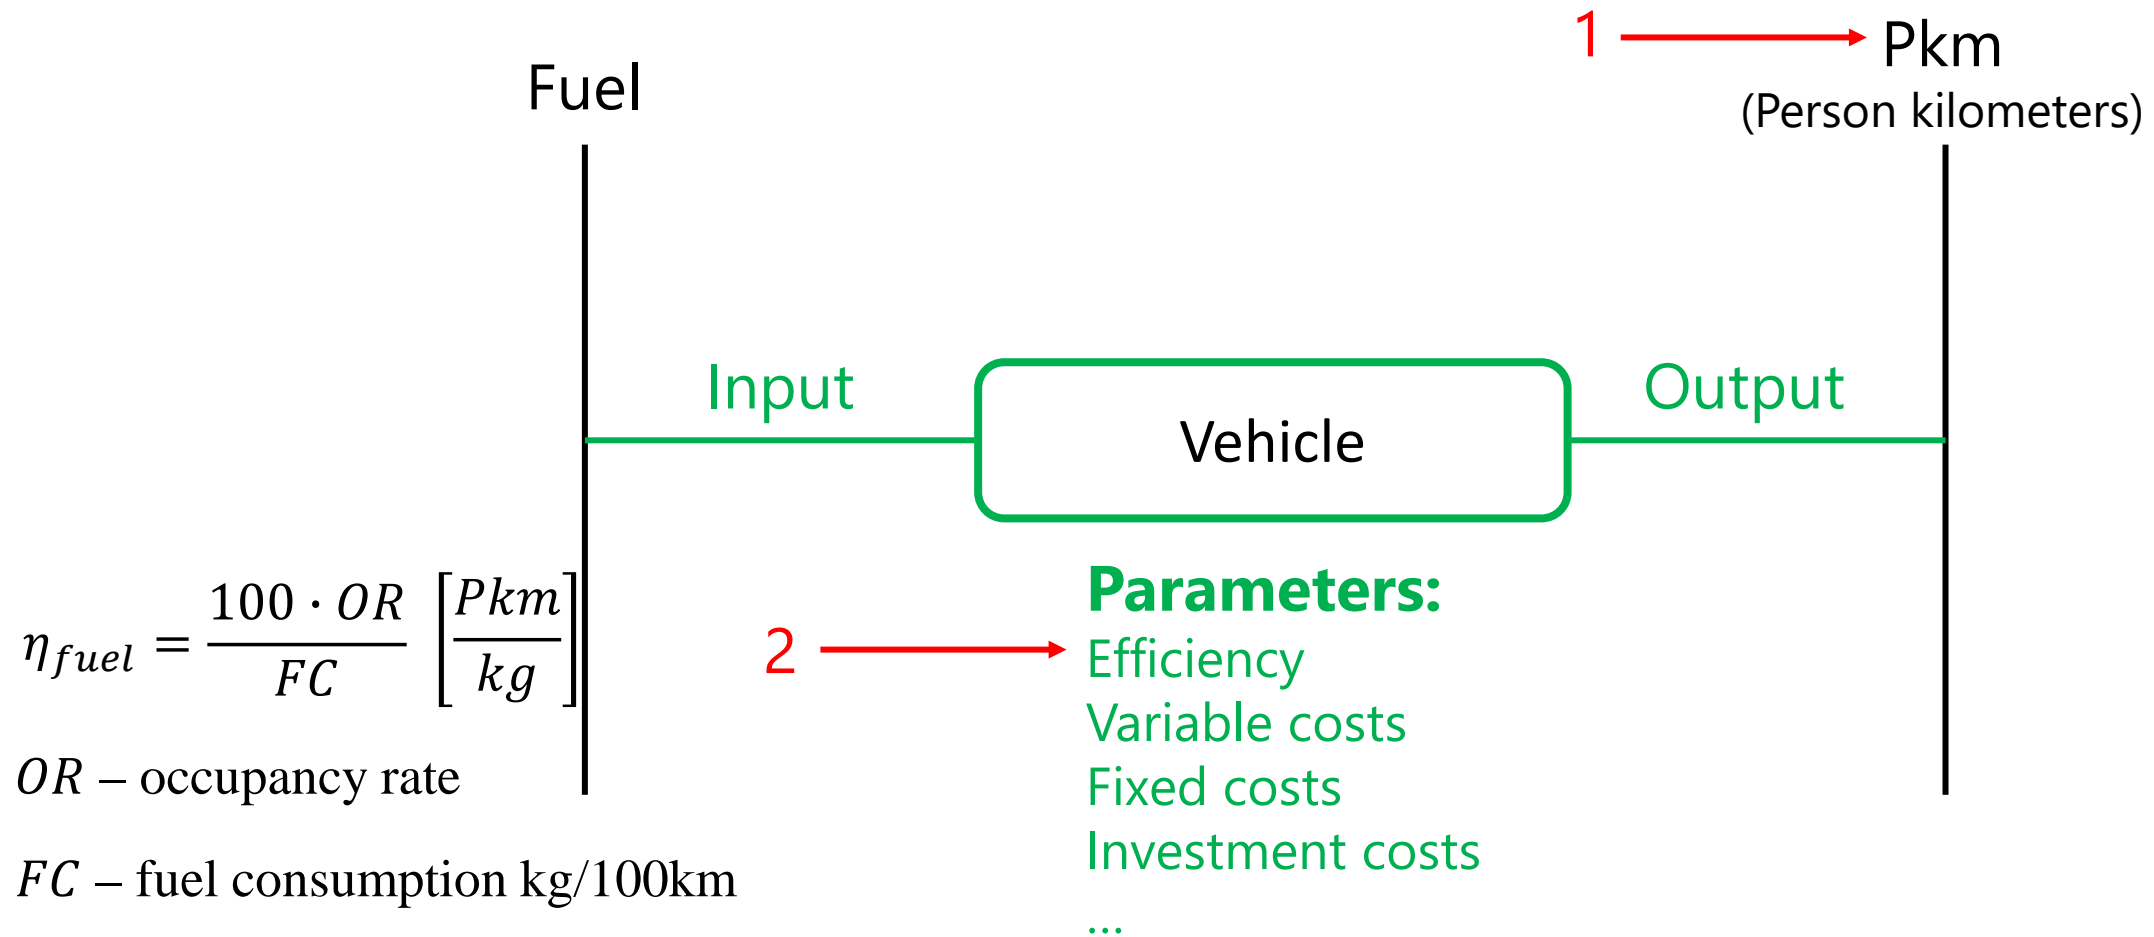 1
Pkm
(Person kilometers)
Fuel
Input
Vehicle
Output
η_fuel = 100 · OR / FC [Pkm / kg]
2
Parameters:
Efficiency
Variable costs
Fixed costs
Investment costs
...
OR – occupancy rate
FC – fuel consumption kg/100km